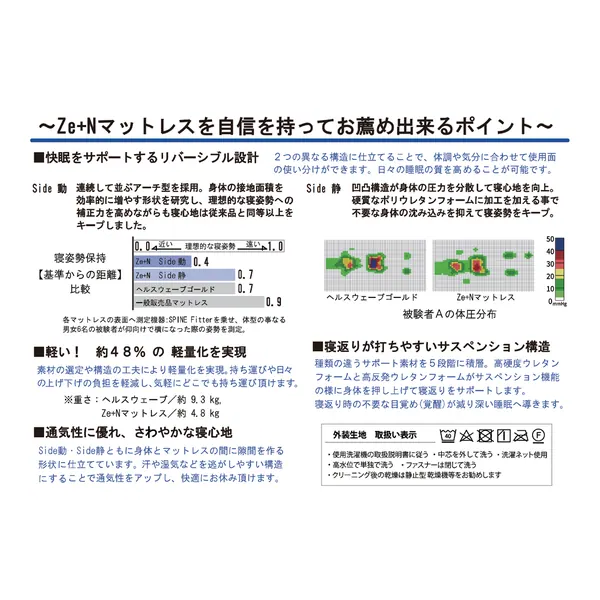 ～Ze+Nマットレスを自信を持ってお薦め出来るポイント～
■快眠をサポートするリバーシブル設計
２つの異なる構造に仕立てることで、体調や気分に合わせて使用面
の使い分けができます。日々の睡眠の質を高めることが可能です。
Side 動
連続して並ぶアーチ型を採用。身体の接地面積を
効率的に増やす形状を研究し、理想的な寝姿勢への
補正力を高めながらも寝心地は従来品と同等以上を
キープしました。
Side 静
凹凸構造が身体の圧力を分散して寝心地を向上。
硬質なポリウレタンフォームに加工を加える事で
不要な身体の沈み込みを抑えて寝姿勢をキープ。
寝姿勢保持
【基準からの距離】
比較
0.0 近い 理想的な寝姿勢 遠い 1.0
Ze+N Side 動 0.4
Ze+N Side 静 0.7
ヘルスウェーブゴールド 0.7
一般販売品マットレス 0.9
各マットレスの表面へ測定機器:SPINE Fitterを乗せ、体型の事なる
男女6名の被験者が仰向けで横になった際の姿勢を測定。
ヘルスウェーブゴールド
Ze+Nマットレス
50
40
30
20
10
0mmHg
被験者Ａの体圧分布
■軽い！ 約４８％ の 軽量化を実現
素材の選定や構造の工夫により軽量化を実現。持ち運びや日々
の上げ下げの負担を軽減し、気軽にどこでも持ち運び頂けます。
※重さ：ヘルスウェーブ/約 9.3 kg,
Ze+Nマットレス/約 4.8 kg
■通気性に優れ、さわやかな寝心地
Side動・Side静ともに身体とマットレスの間に隙間を作る
形状に仕立てています。汗や湿気などを逃がしやすい構造
にすることで通気性をアップし、快適にお休み頂けます。
■寝返りが打ちやすいサスペンション構造
種類の違うサポート素材を５段階に積層。高硬度ウレタン
フォームと高反発ウレタンフォームがサスペンション機能
の様に身体を押し上げて寝返りをサポートします。
寝返り時の不要な目覚め(覚醒)が減り深い睡眠へ導きます。
外装生地 取扱い表示
40
F
・使用洗濯機の取扱説明書に従う ・中芯を外して洗う ・洗濯ネット使用
・高水位で単独で洗う ・ファスナーは閉じて洗う
・クリーニング後の乾燥は静止型 乾燥機等をお勧めします